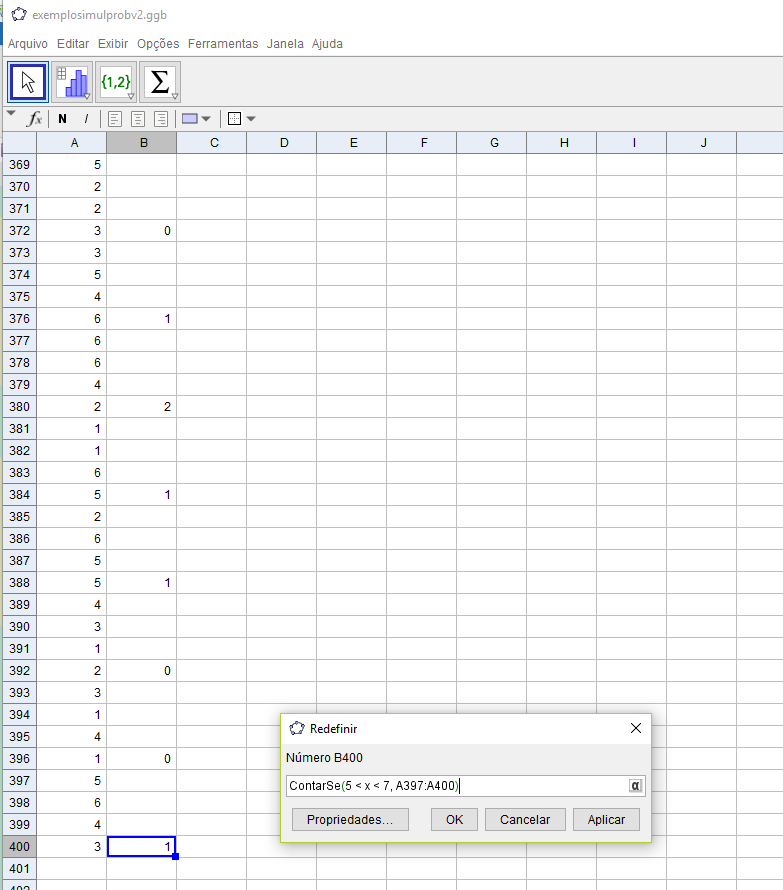 exemplosimulprobv2.ggb
Arquivo Editar Exibir Opções Ferramentas Janela Ajuda
{1,2} Σ
fx N I
A B C D E F G H I J
369 5
370 2
371 2
372 3 0
373 3
374 5
375 4
376 6 1
377 6
378 6
379 4
380 2 2
381 1
382 1
383 6
384 5 1
385 2
386 6
387 5
388 5 1
389 4
390 3
391 1
392 2 0
393 3
394 1
395 4
396 1 0
397 5
398 6
399 4
400 3 1
401
Redefinir
Número B400
ContarSe(5 < x < 7, A397:A400) α
Propriedades... OK Cancelar Aplicar